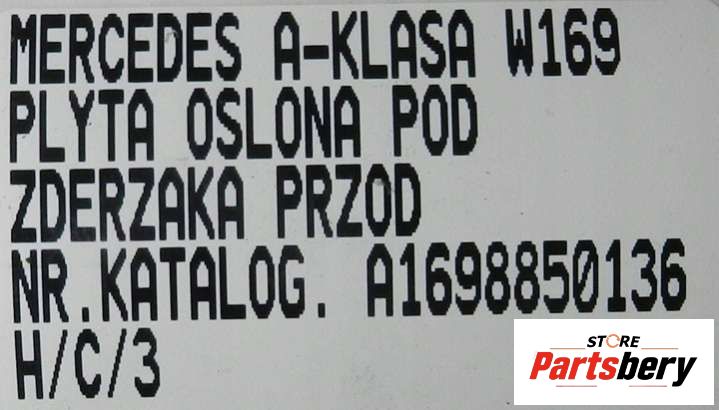 MERCEDES A-KLASA W169
PLYTA OSLONA POD
ZDERZAKA PRZOD
NR.KATALOG. A1698850136
H/C/3
STORE
Partsbery